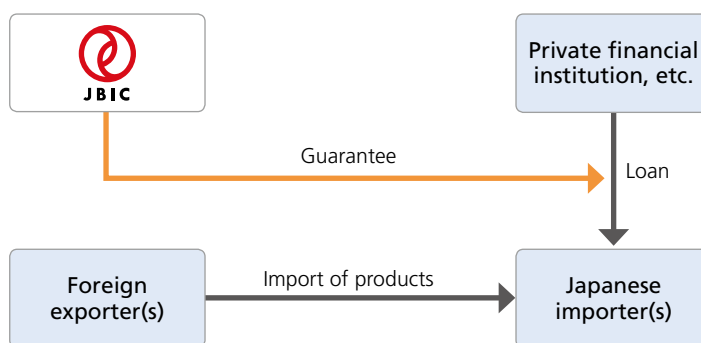 JBIC
Private financial
institution, etc.
Guarantee
Loan
Foreign
exporter(s)
Import of products
Japanese
importer(s)